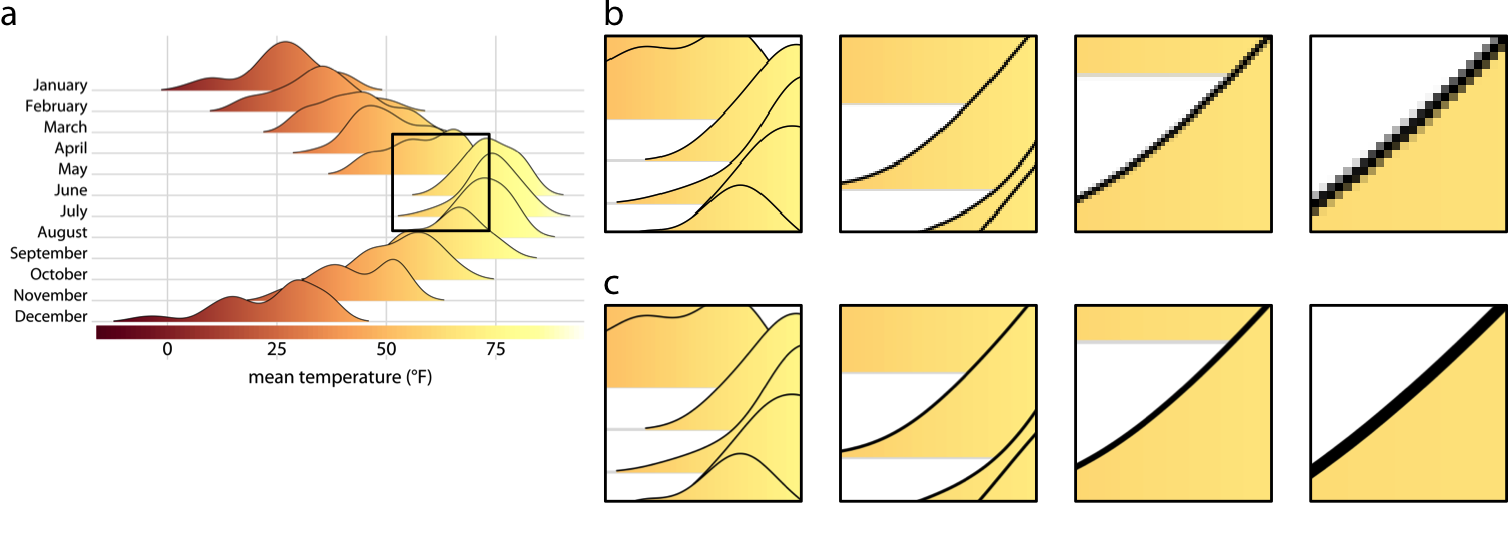 a
January
February
March
April
May
June
July
August
September
October
November
December
0 25 50 75
mean temperature (°F)
b
c